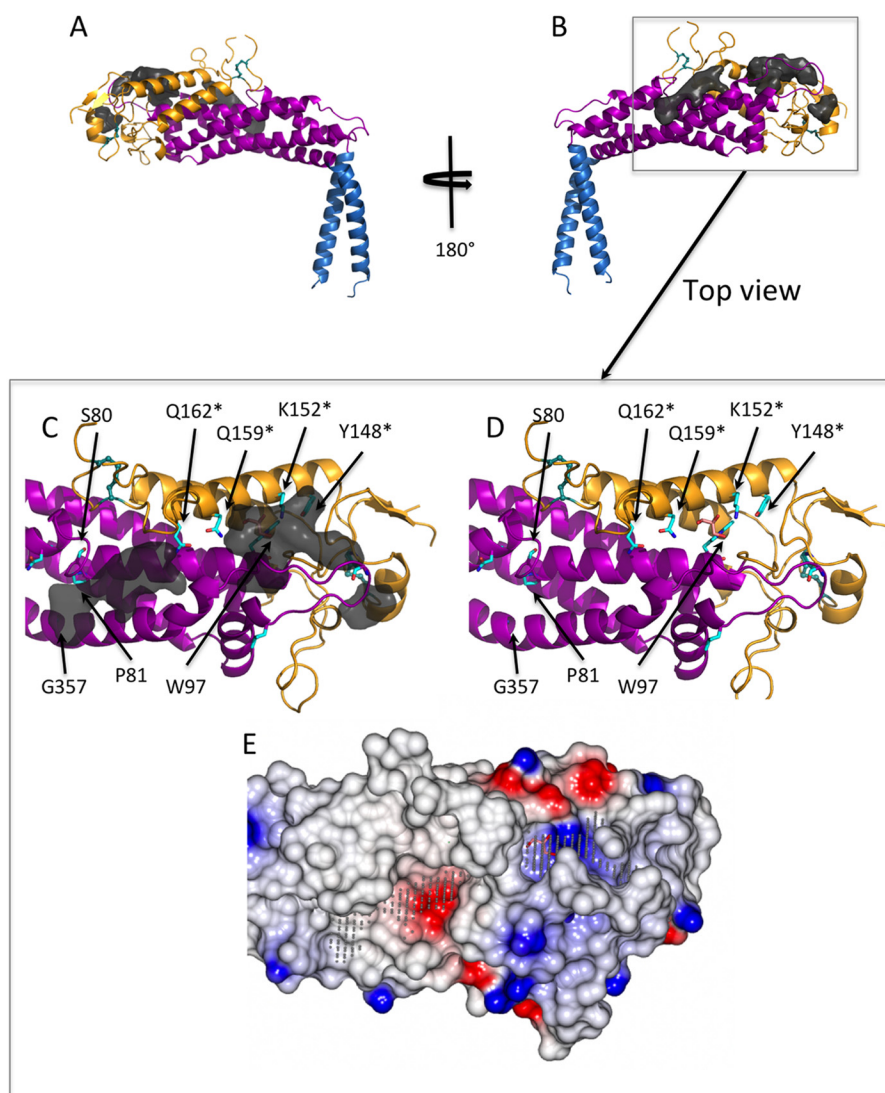 A
B
180°
Top view
C
S80
Q162*
Q159*
K152*
Y148*
G357
P81
W97
D
S80
Q162*
Q159*
K152*
Y148*
G357
P81
W97
E